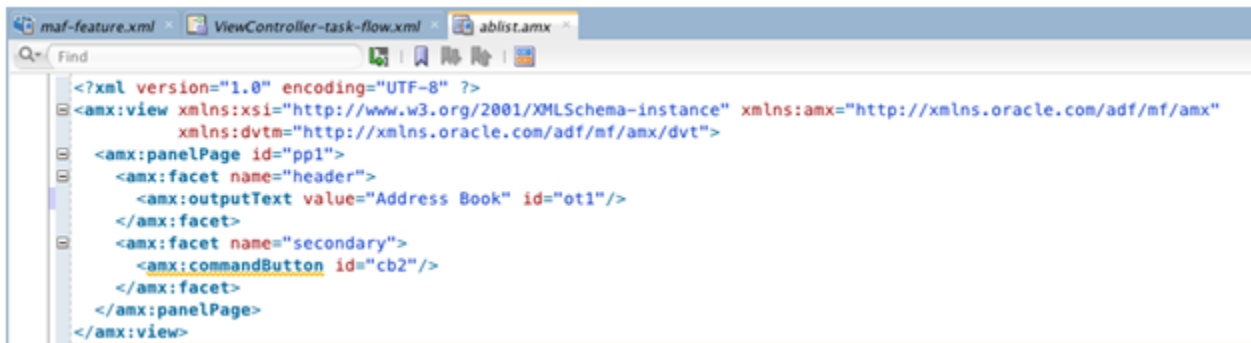 maf-feature.xml ViewController-task-flow.xml ablist.amx
Find
<?xml version="1.0" encoding="UTF-8" ?>
<amx:view xmlns:xsi="http://www.w3.org/2001/XMLSchema-instance" xmlns:amx="http://xmlns.oracle.com/adf/mf/amx"
xmlns:dvtm="http://xmlns.oracle.com/adf/mf/amx/dvt">
<amx:panelPage id="pp1">
<amx:facet name="header">
<amx:outputText value="Address Book" id="ot1"/>
</amx:facet>
<amx:facet name="secondary">
<amx:commandButton id="cb2"/>
</amx:facet>
</amx:panelPage>
</amx:view>